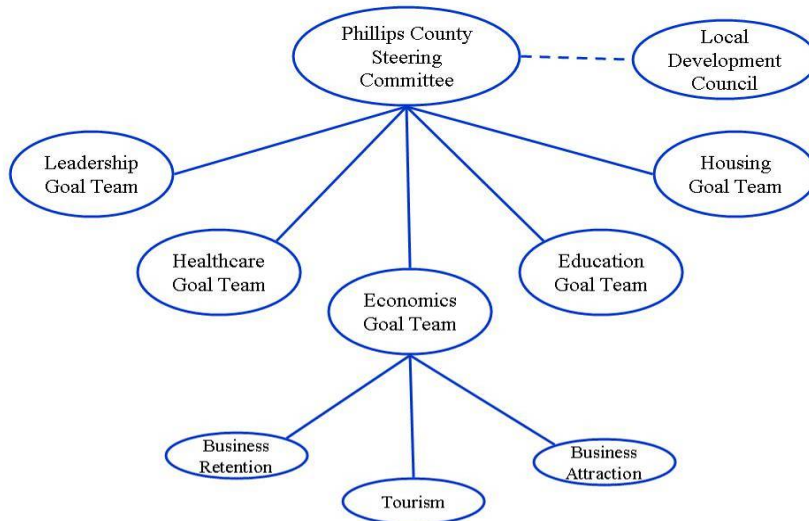 Phillips County
Steering
Committee
Local
Development
Council
Leadership
Goal Team
Housing
Goal Team
Healthcare
Goal Team
Education
Goal Team
Economics
Goal Team
Business
Retention
Business
Attraction
Tourism